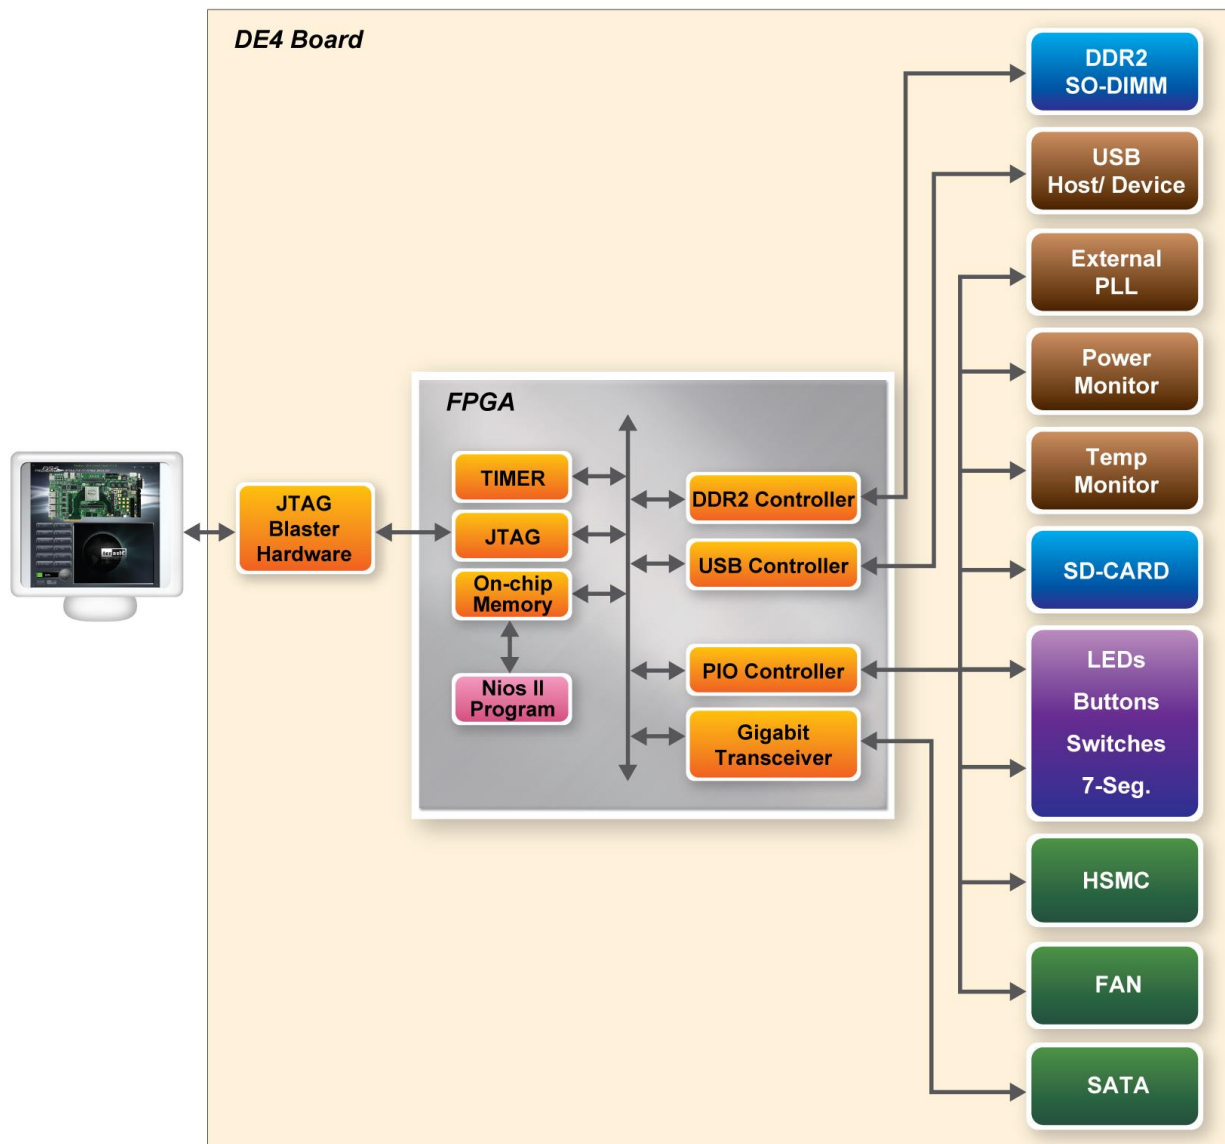 DE4 Board
DDR2
SO-DIMM
USB
Host/ Device
External
PLL
Power
Monitor
Temp
Monitor
SD-CARD
LEDs
Buttons
Switches
7-Seg.
HSMC
FAN
SATA
FPGA
TIMER
JTAG
On-chip
Memory
Nios II
Program
DDR2 Controller
USB Controller
PIO Controller
Gigabit
Transceiver
JTAG
Blaster
Hardware